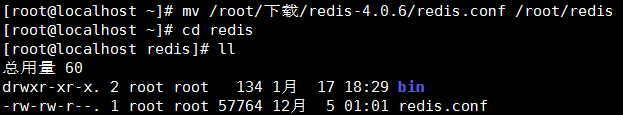 [root@localhost ~]# mv /root/下载/redis-4.0.6/redis.conf /root/redis
[root@localhost ~]# cd redis
[root@localhost redis]# ll
总用量 60
drwxr-xr-x. 2 root root   134 1月  17 18:29 bin
-rw-rw-r--. 1 root root 57764 12月  5 01:01 redis.conf